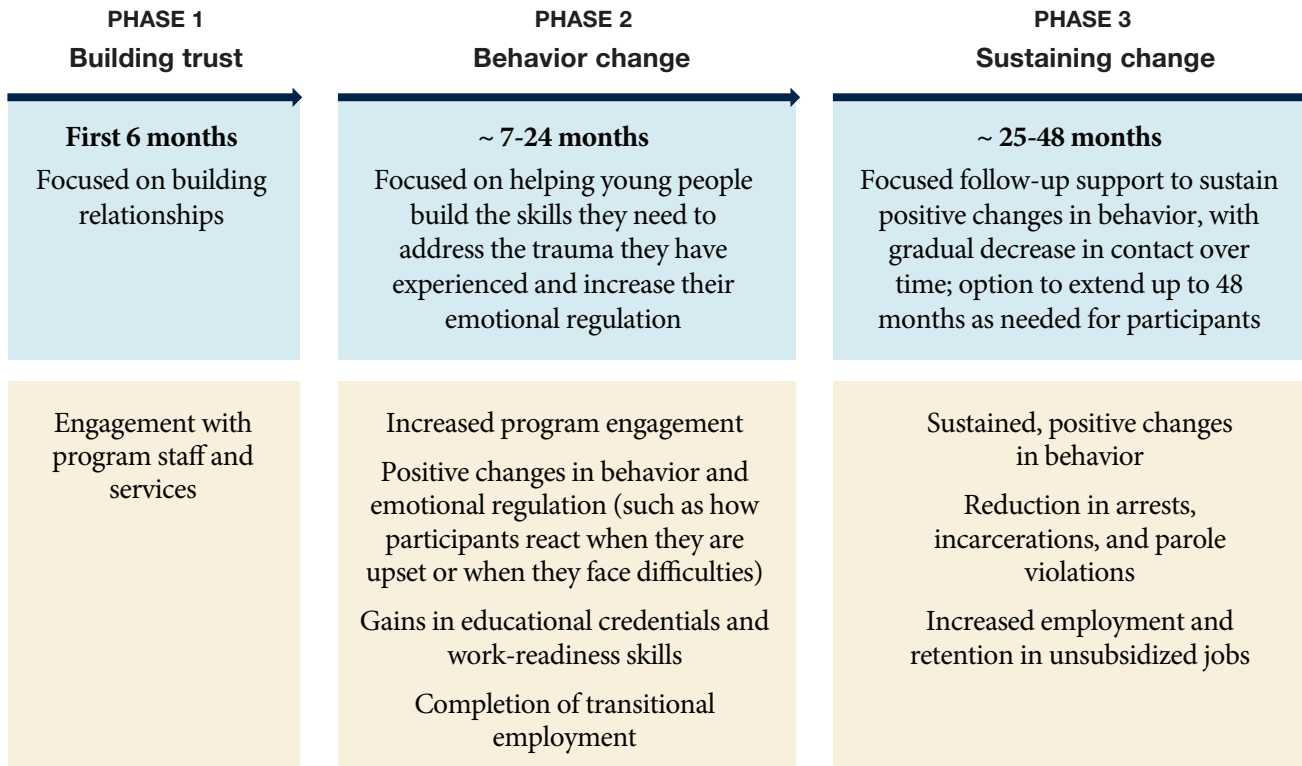 PHASE 1
Building trust
First 6 months
Focused on building
relationships
Engagement with
program staff and
services
PHASE 2
Behavior change
~ 7-24 months
Focused on helping young people
build the skills they need to
address the trauma they have
experienced and increase their
emotional regulation
Increased program engagement
Positive changes in behavior and
emotional regulation (such as how
participants react when they are
upset or when they face difficulties)
Gains in educational credentials and
work-readiness skills
Completion of transitional
employment
PHASE 3
Sustaining change
~ 25-48 months
Focused follow-up support to sustain
positive changes in behavior, with
gradual decrease in contact over
time; option to extend up to 48
months as needed for participants
Sustained, positive changes
in behavior
Reduction in arrests,
incarcerations, and parole
violations
Increased employment and
retention in unsubsidized jobs